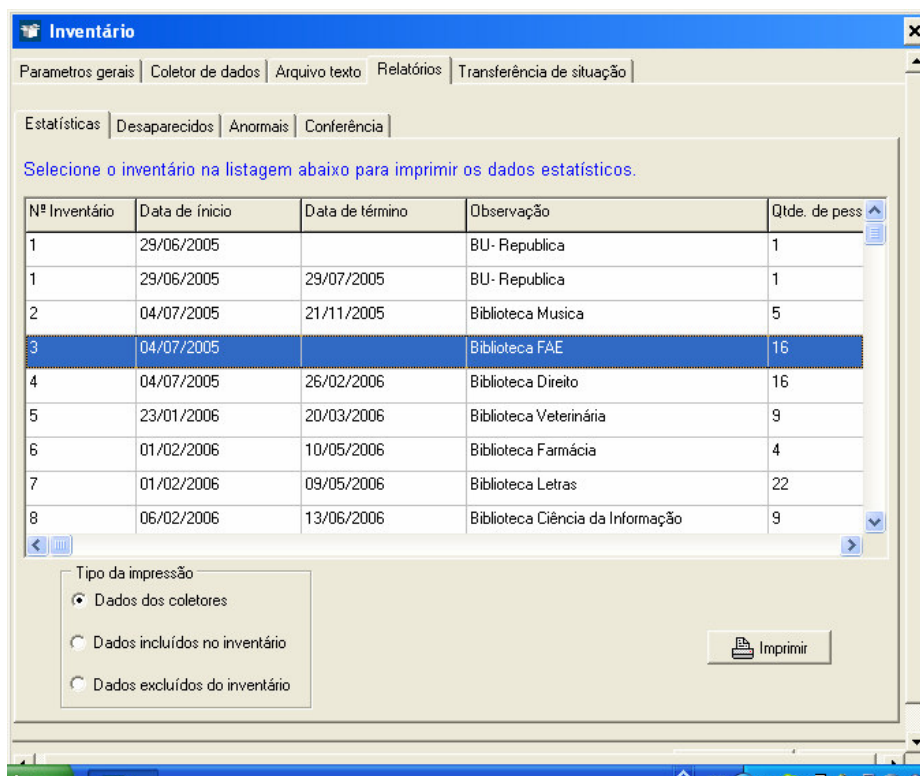 Inventário
Parametros gerais Coletor de dados Arquivo texto Relatórios Transferência de situação
Estatísticas Desaparecidos Anormais Conferência
Selecione o inventário na listagem abaixo para imprimir os dados estatísticos.
Nº Inventário Data de ínicio Data de término Observação Qtde. de pess
1 29/06/2005 BU- Republica 1
1 29/06/2005 29/07/2005 BU- Republica 1
2 04/07/2005 21/11/2005 Biblioteca Musica 5
3 04/07/2005 Biblioteca FAE 16
4 04/07/2005 26/02/2006 Biblioteca Direito 16
5 23/01/2006 20/03/2006 Biblioteca Veterinária 9
6 01/02/2006 10/05/2006 Biblioteca Farmácia 4
7 01/02/2006 09/05/2006 Biblioteca Letras 22
8 06/02/2006 13/06/2006 Biblioteca Ciência da Informação 9
Tipo da impressão
Dados dos coletores
Dados incluídos no inventário
Dados excluídos do inventário
Imprimir